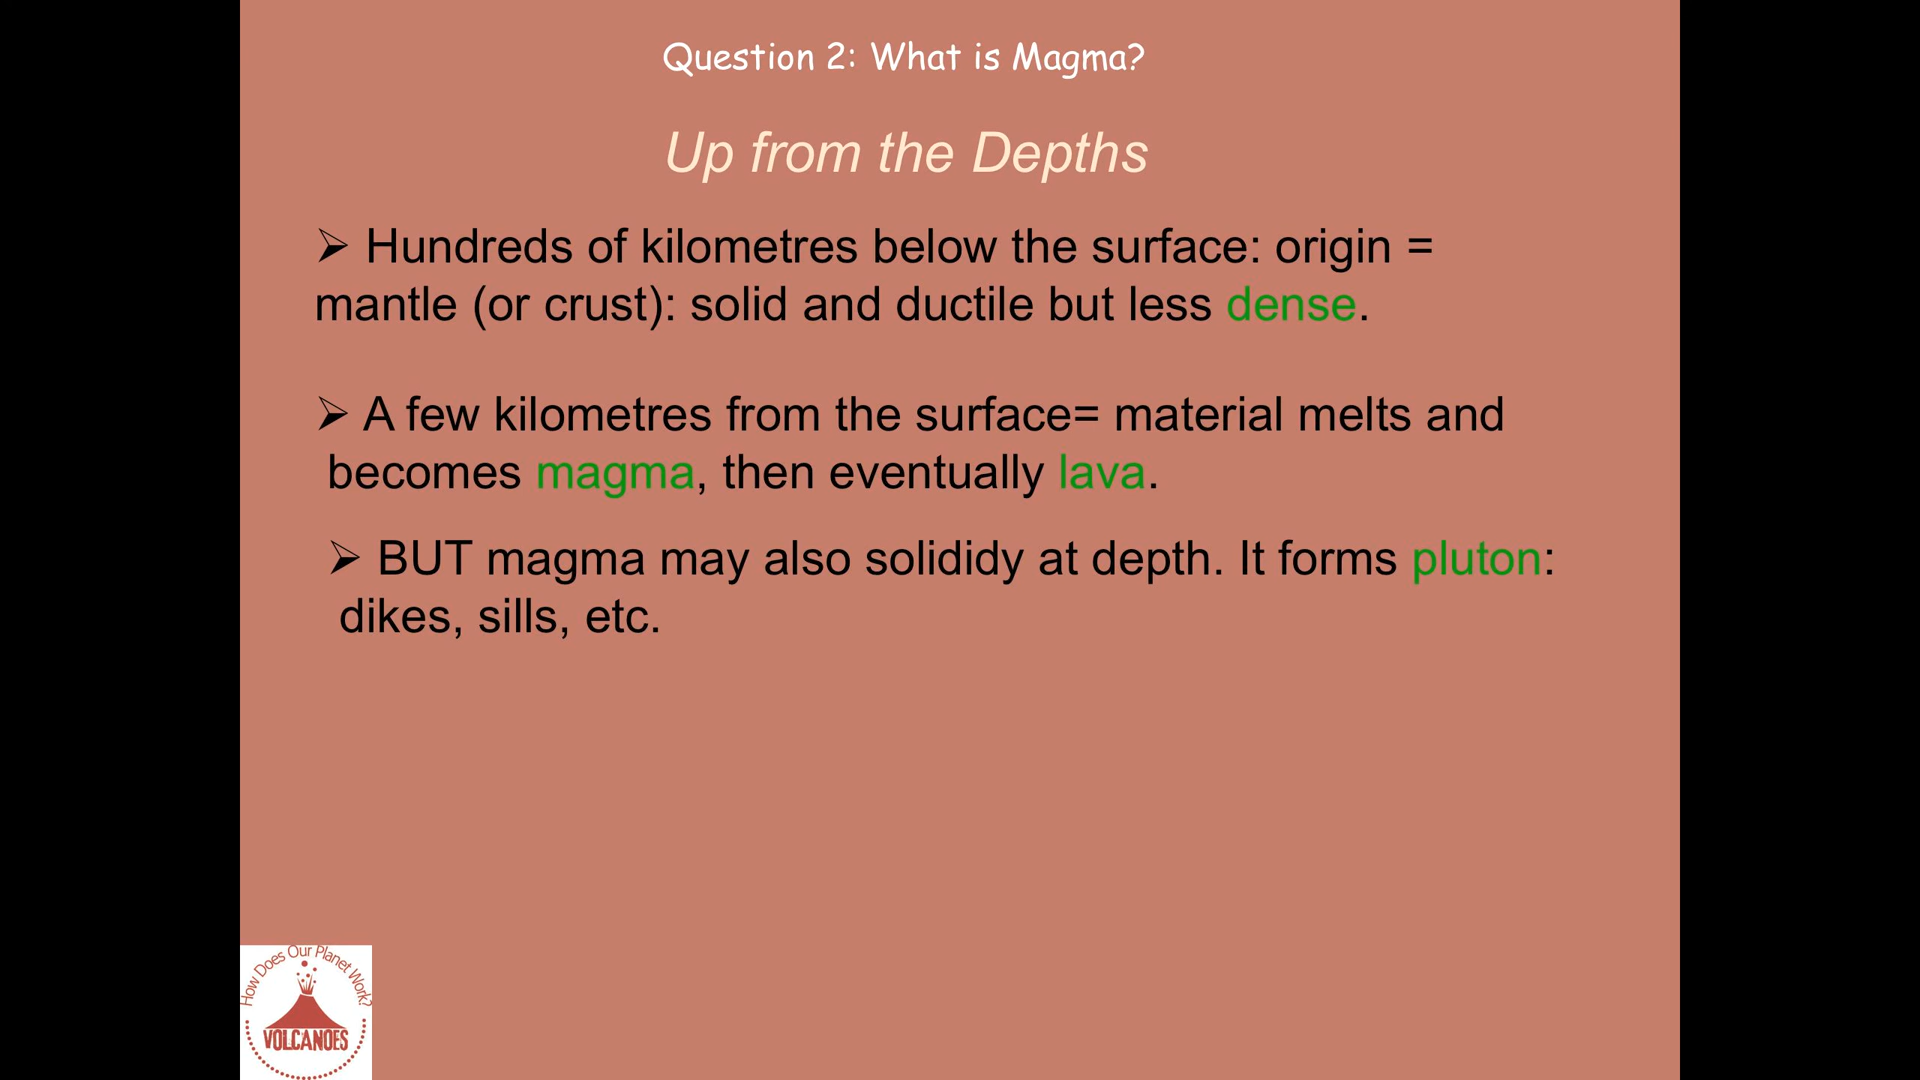 Question 2: What is Magma?
Up from the Depths
➢ Hundreds of kilometres below the surface: origin =
mantle (or crust): solid and ductile but less dense.
➢ A few kilometres from the surface= material melts and
becomes magma, then eventually lava.
➢ BUT magma may also solididy at depth. It forms pluton:
dikes, sills, etc.
How Does Our Planet Work?
VOLCANOES